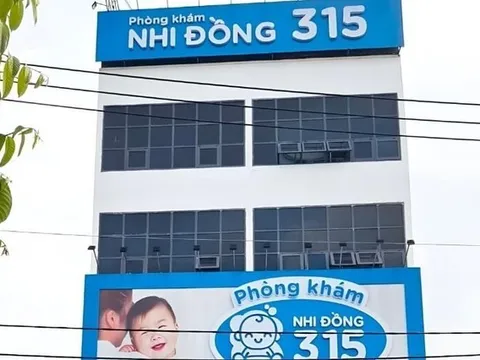 Phòng khám
NHI ĐỒNG 315
Phòng khám
NHI ĐỒNG
315